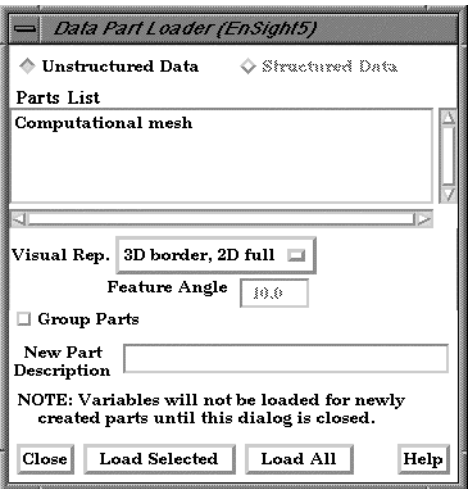 Data Part Loader (EnSight5)
Unstructured Data Structured Data
Parts List
Computational mesh
Visual Rep. 3D border, 2D full
Feature Angle 10.0
Group Parts
New Part
Description
NOTE: Variables will not be loaded for newly
created parts until this dialog is closed.
Close Load Selected Load All Help